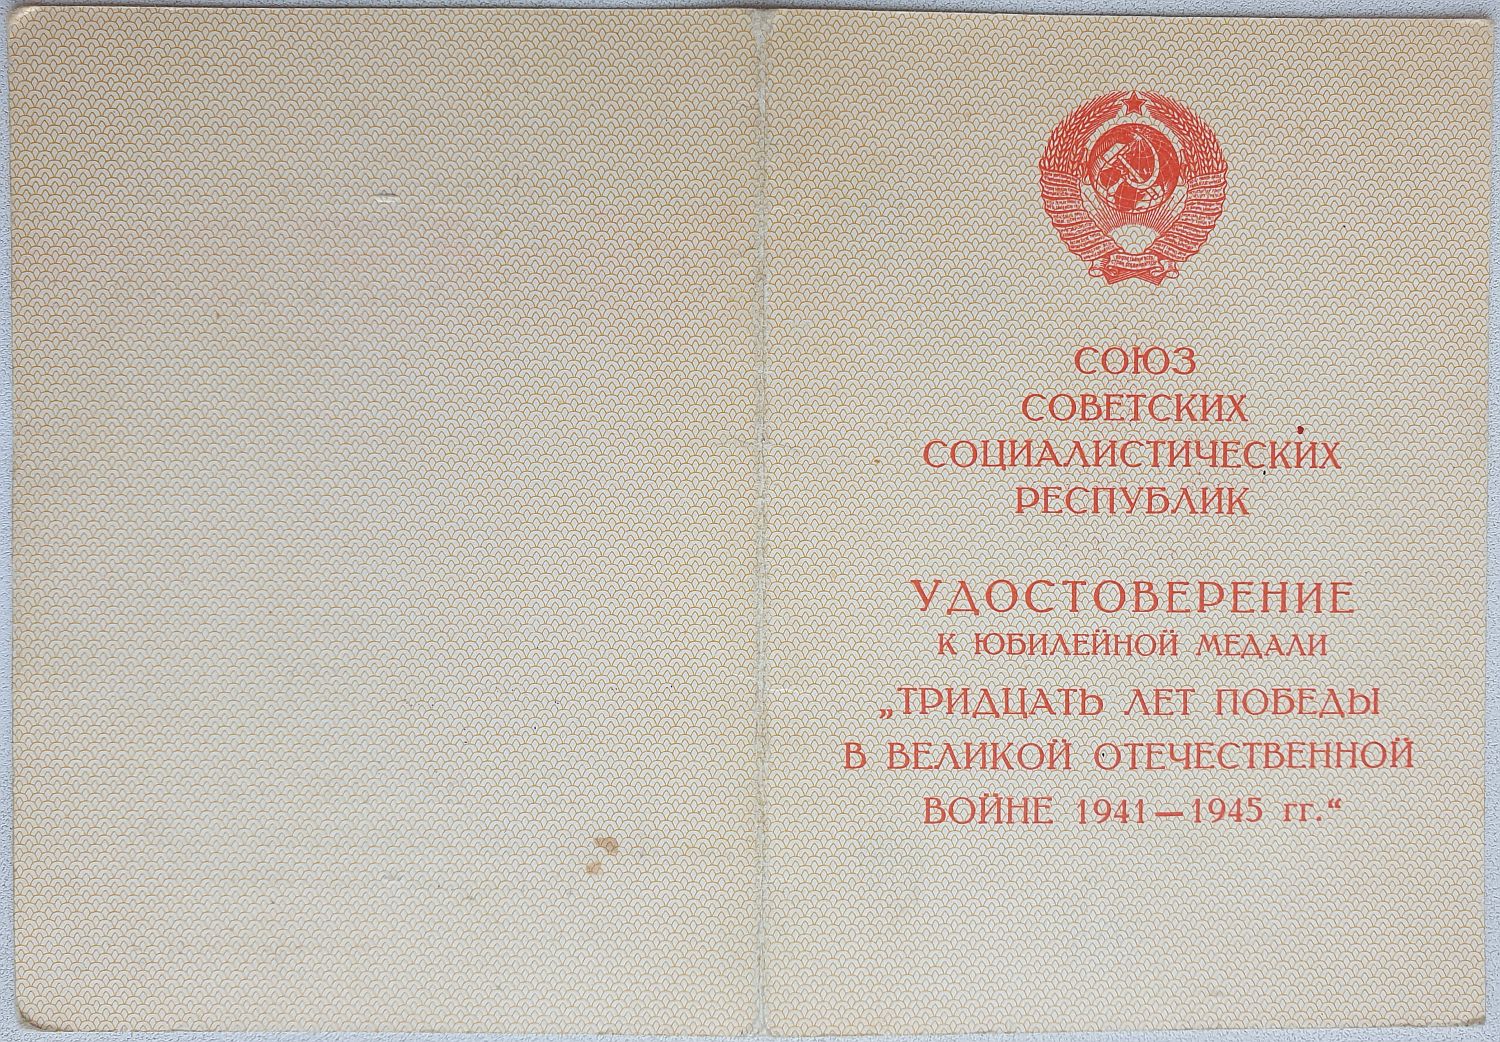 СОЮЗ
СОВЕТСКИХ
СОЦИАЛИСТИЧЕСКИХ
РЕСПУБЛИК
УДОСТОВЕРЕНИЕ
К ЮБИЛЕЙНОЙ МЕДАЛИ
„ТРИДЦАТЬ ЛЕТ ПОБЕДЫ
В ВЕЛИКОЙ ОТЕЧЕСТВЕННОЙ
ВОЙНЕ 1941—1945 гг.“